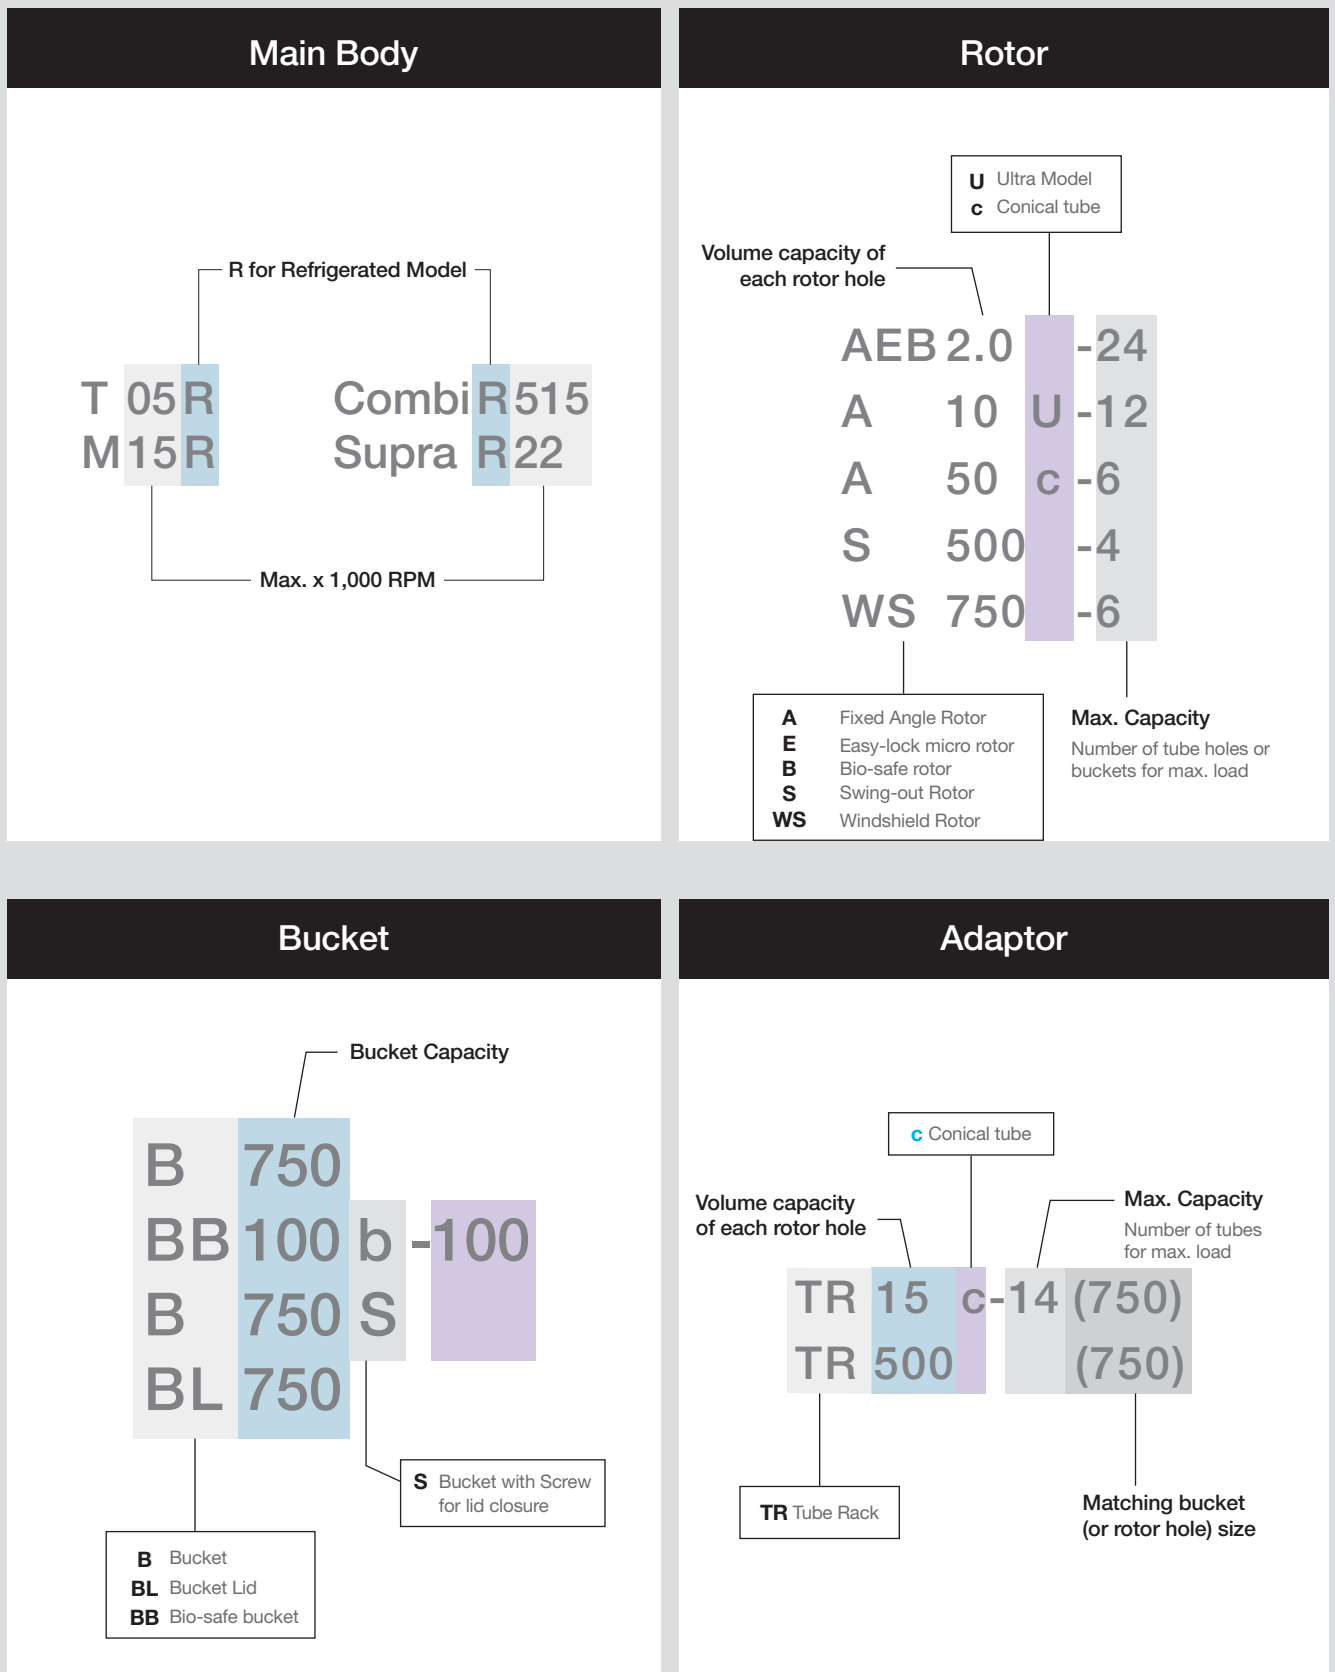 Main Body
R for Refrigerated Model
T 05 R
M 15 R
Combi R 515
Supra R 22
Max. x 1,000 RPM
Rotor
U Ultra Model
c Conical tube
Volume capacity of
each rotor hole
AEB 2.0 -24
A 10 U -12
A 50 c -6
S 500 -4
WS 750 -6
A Fixed Angle Rotor
E Easy-lock micro rotor
B Bio-safe rotor
S Swing-out Rotor
WS Windshield Rotor
Max. Capacity
Number of tube holes or
buckets for max. load
Bucket
Bucket Capacity
B 750
BB 100 b -100
B 750 S
BL 750
S Bucket with Screw
for lid closure
B Bucket
BL Bucket Lid
BB Bio-safe bucket
Adaptor
c Conical tube
Volume capacity
of each rotor hole
Max. Capacity
Number of tubes
for max. load
TR 15 c-14 (750)
TR 500 (750)
TR Tube Rack
Matching bucket
(or rotor hole) size